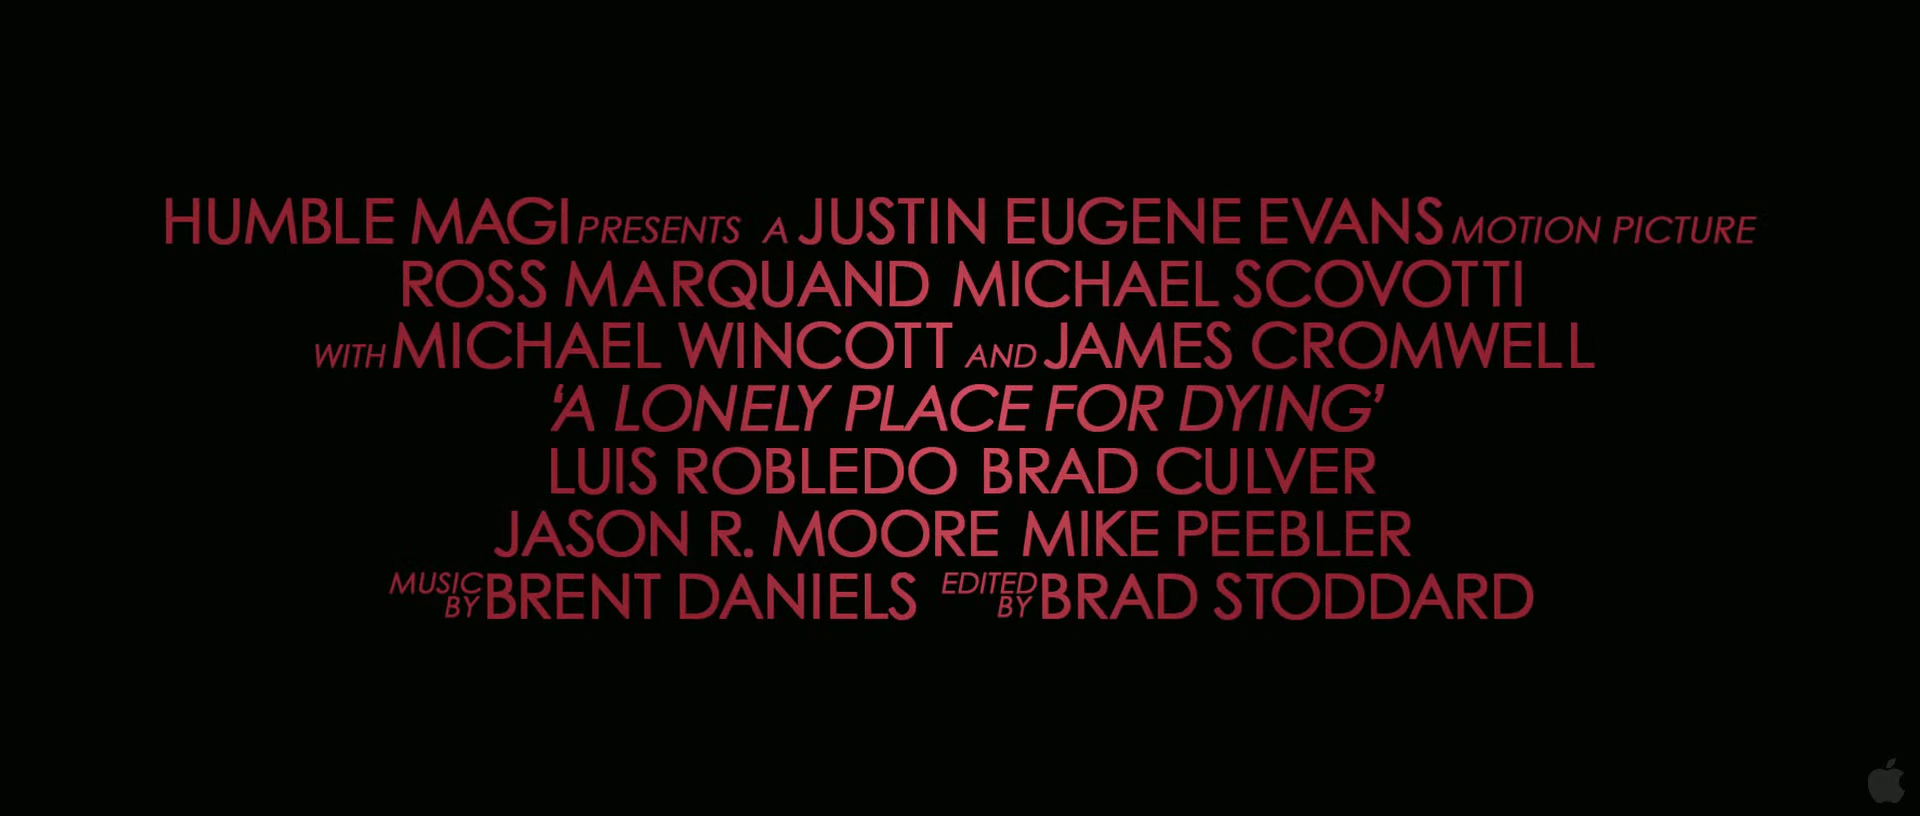 HUMBLE MAGI PRESENTS A JUSTIN EUGENE EVANS MOTION PICTURE
ROSS MARQUAND MICHAEL SCOVOTTI
WITH MICHAEL WINCOTT AND JAMES CROMWELL
‘A LONELY PLACE FOR DYING’
LUIS ROBLEDO BRAD CULVER
JASON R. MOORE MIKE PEEBLER
MUSIC BY BRENT DANIELS EDITED BY BRAD STODDARD